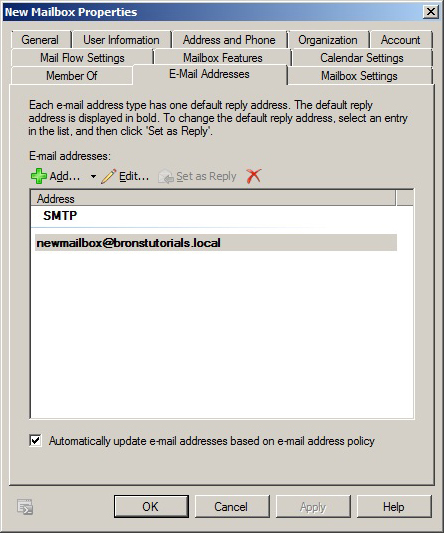 New Mailbox Properties
General User Information Address and Phone Organization Account
Mail Flow Settings Mailbox Features Calendar Settings
Member Of E-Mail Addresses Mailbox Settings
Each e-mail address type has one default reply address. The default reply
address is displayed in bold. To change the default reply address, select an entry
in the list, and then click 'Set as Reply'.
E-mail addresses:
Add... Edit... Set as Reply
Address
SMTP
newmailbox@bronstutorials.local
Automatically update e-mail addresses based on e-mail address policy
OK Cancel Apply Help